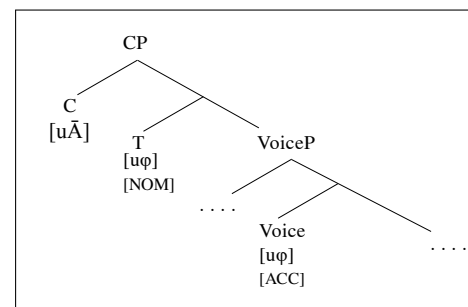 CP
C
[uĀ]
T
[uφ]
[NOM]
VoiceP
. . . .
Voice
[uφ]
[ACC]
. . . .